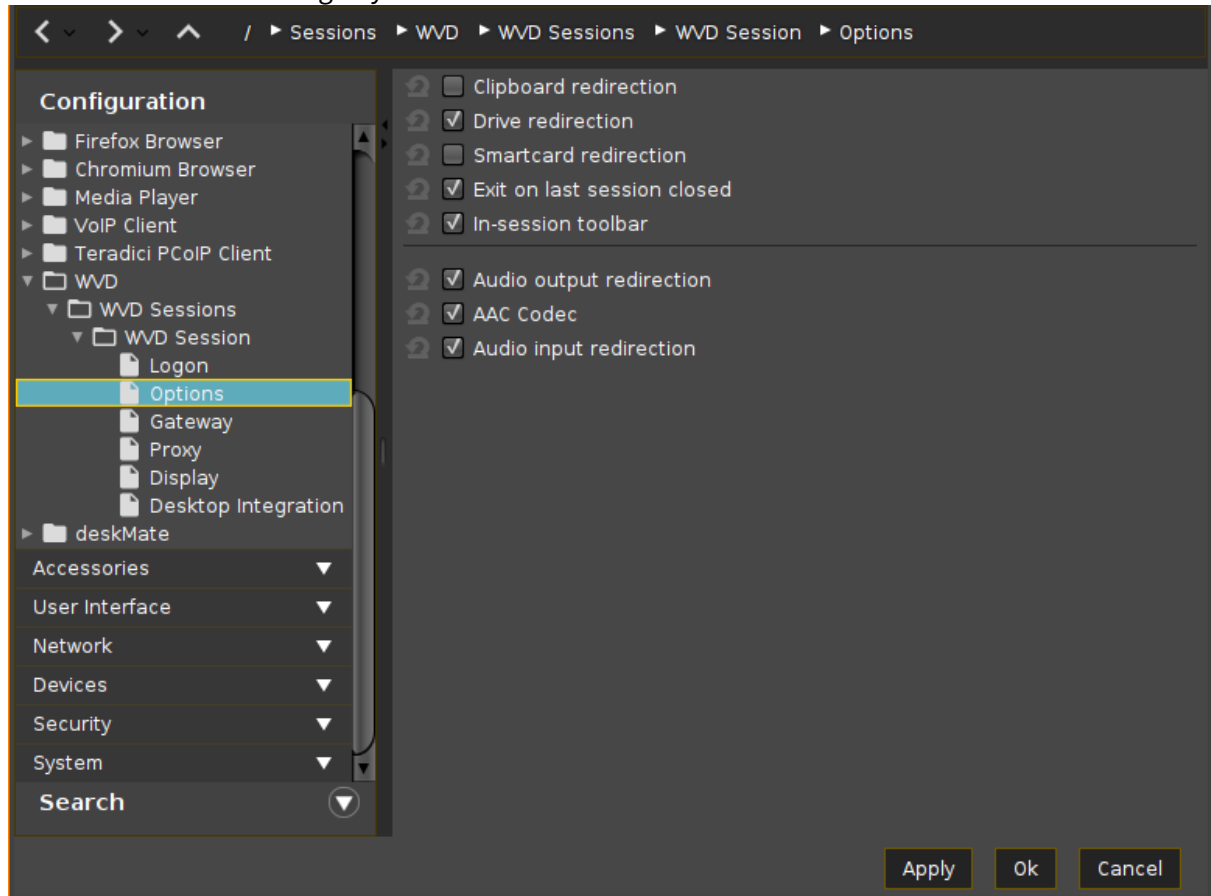 / Sessions WVD WVD Sessions WVD Session Options
Configuration
Firefox Browser
Chromium Browser
Media Player
VoIP Client
Teradici PCoIP Client
WVD
WVD Sessions
WVD Session
Logon
Options
Gateway
Proxy
Display
Desktop Integration
deskMate
Accessories
User Interface
Network
Devices
Security
System
Search
Clipboard redirection
Drive redirection
Smartcard redirection
Exit on last session closed
In-session toolbar
Audio output redirection
AAC Codec
Audio input redirection
Apply Ok Cancel